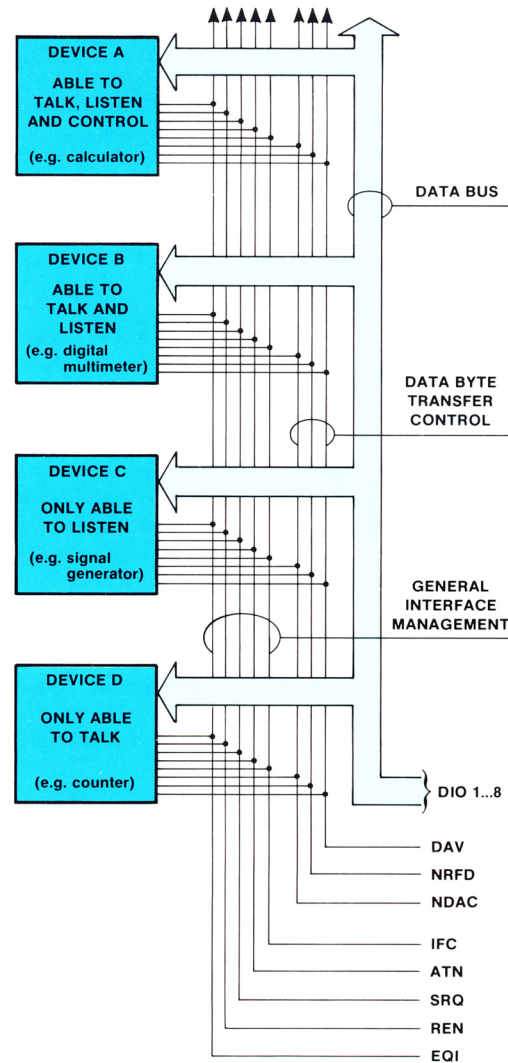 DEVICE A
ABLE TO
TALK, LISTEN
AND CONTROL
(e.g. calculator)
DATA BUS
DEVICE B
ABLE TO
TALK AND
LISTEN
(e.g. digital
multimeter)
DATA BYTE
TRANSFER
CONTROL
DEVICE C
ONLY ABLE
TO LISTEN
(e.g. signal
generator)
GENERAL
INTERFACE
MANAGEMENT
DEVICE D
ONLY ABLE
TO TALK
(e.g. counter)
DIO 1...8
DAV
NRFD
NDAC
IFC
ATN
SRQ
REN
EQI